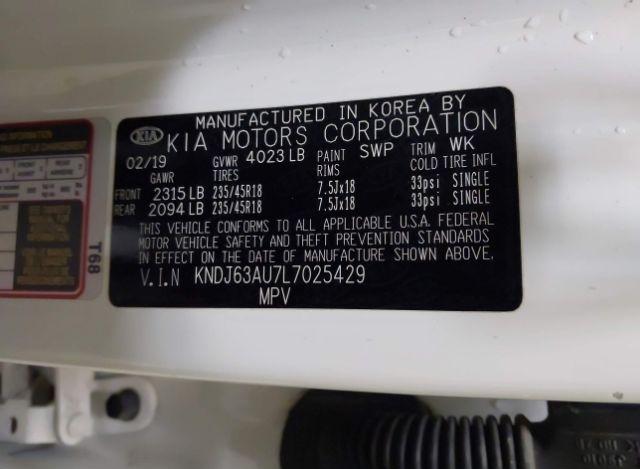 MANUFACTURED IN KOREA BY
KIA KIA MOTORS CORPORATION
02/19 GVWR 4023 LB PAINT SWP TRIM WK
GAWR TIRES RIMS COLD TIRE INFL
FRONT 2315 LB 235/45R18 7.5Jx18 33psi SINGLE
REAR 2094 LB 235/45R18 7.5Jx18 33psi SINGLE
THIS VEHICLE CONFORMS TO ALL APPLICABLE U.S.A. FEDERAL
MOTOR VEHICLE SAFETY AND THEFT PREVENTION STANDARDS
IN EFFECT ON THE DATE OF MANUFACTURE SHOWN ABOVE.
V.I.N KNDJ63AU7L7025429
MPV
T68